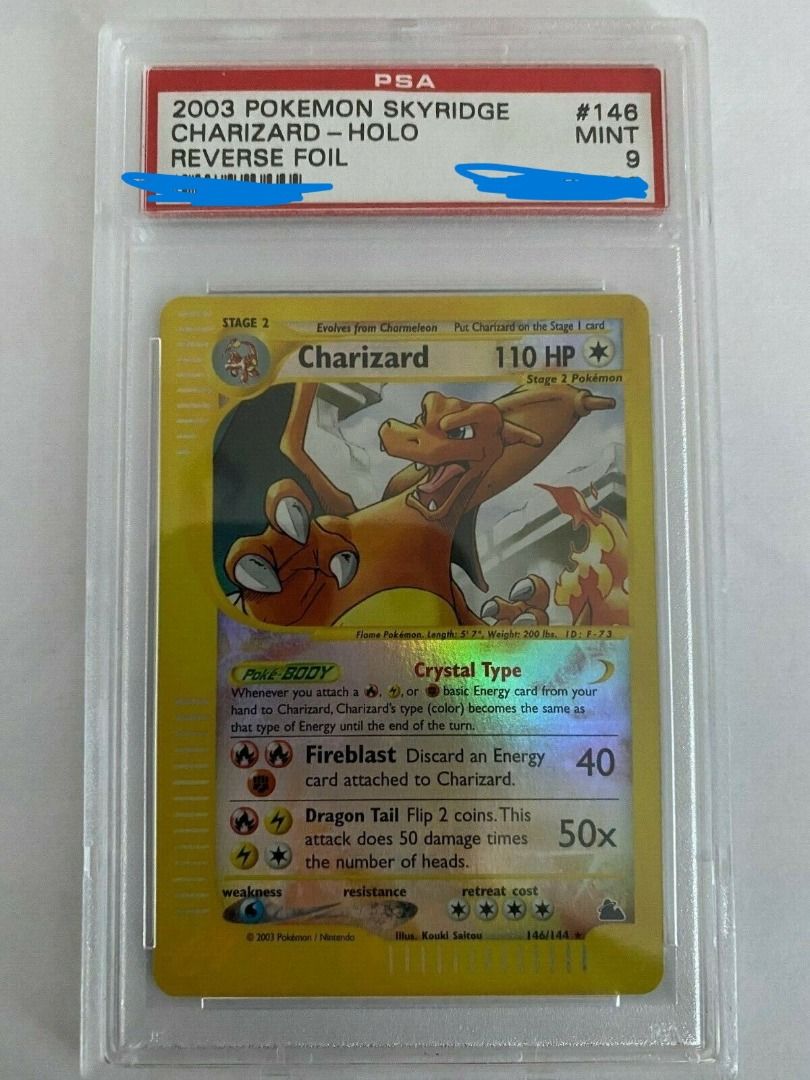 PSA
2003 POKEMON SKYRIDGE #146
CHARIZARD - HOLO MINT
REVERSE FOIL 9
STAGE 2 Evolves from Charmeleon Put Charizard on the Stage 1 card
Charizard 110 HP
Stage 2 Pokémon
Flame Pokémon. Length: 5' 7", Weight: 200 lbs. ID: F-73
Poké-BODY Crystal Type
Whenever you attach a , , or basic Energy card from your
hand to Charizard, Charizard's type (color) becomes the same as
that type of Energy until the end of the turn.
Fireblast Discard an Energy
card attached to Charizard. 40
Dragon Tail Flip 2 coins. This
attack does 50 damage times 50x
the number of heads.
weakness resistance retreat cost
© 2003 Pokémon / Nintendo Illus. Kouki Saitou 146/144 ★